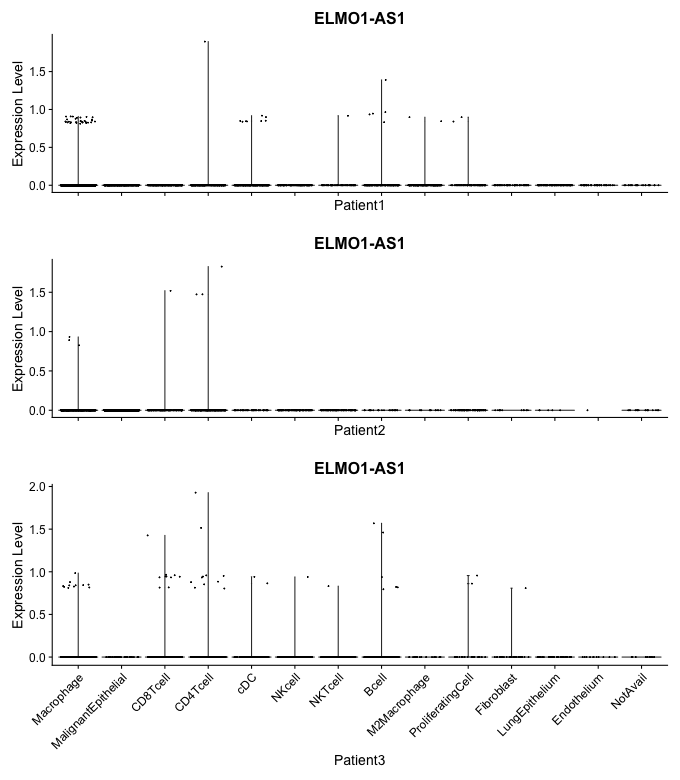 ELMO1-AS1
Expression Level
1.5
1.0
0.5
0.0
Patient1
ELMO1-AS1
Expression Level
1.5
1.0
0.5
0.0
Patient2
ELMO1-AS1
Expression Level
2.0
1.5
1.0
0.5
0.0
Macrophage
MalignantEpithelial
CD8Tcell
CD4Tcell
cDC
NKcell
NKTcell
Bcell
M2Macrophage
ProliferatingCell
Fibroblast
LungEpithelium
Endothelium
NotAvail
Patient3